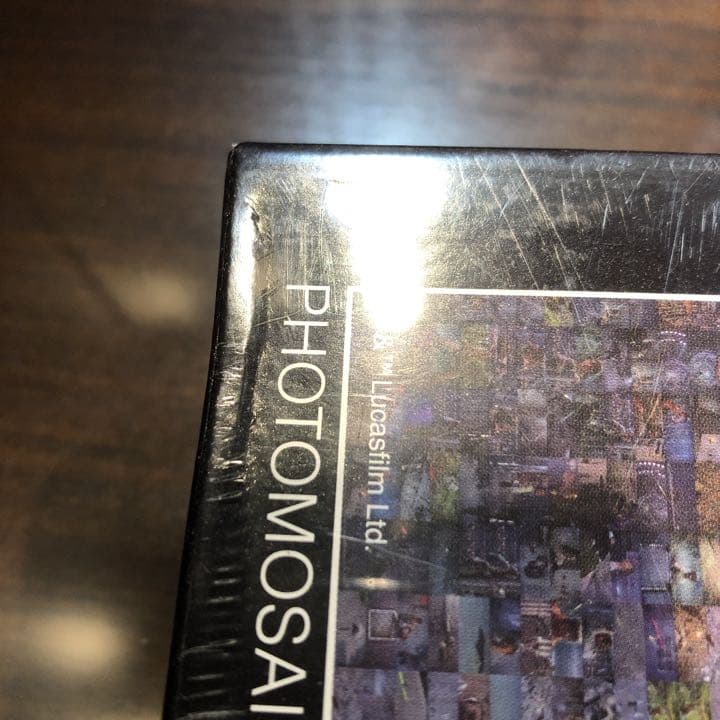 PHOTOMOSAI
& ™ Lucasfilm Ltd.